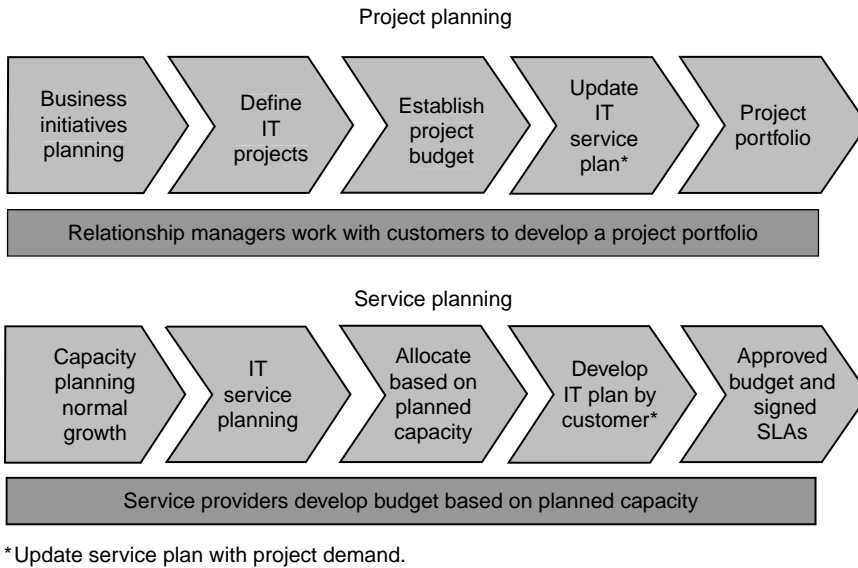 Project planning
Business
initiatives
planning
Define
IT
projects
Establish
project
budget
Update
IT
service
plan*
Project
portfolio
Relationship managers work with customers to develop a project portfolio
Service planning
Capacity
planning
normal
growth
IT
service
planning
Allocate
based on
planned
capacity
Develop
IT plan by
customer*
Approved
budget and
signed
SLAs
Service providers develop budget based on planned capacity
*Update service plan with project demand.